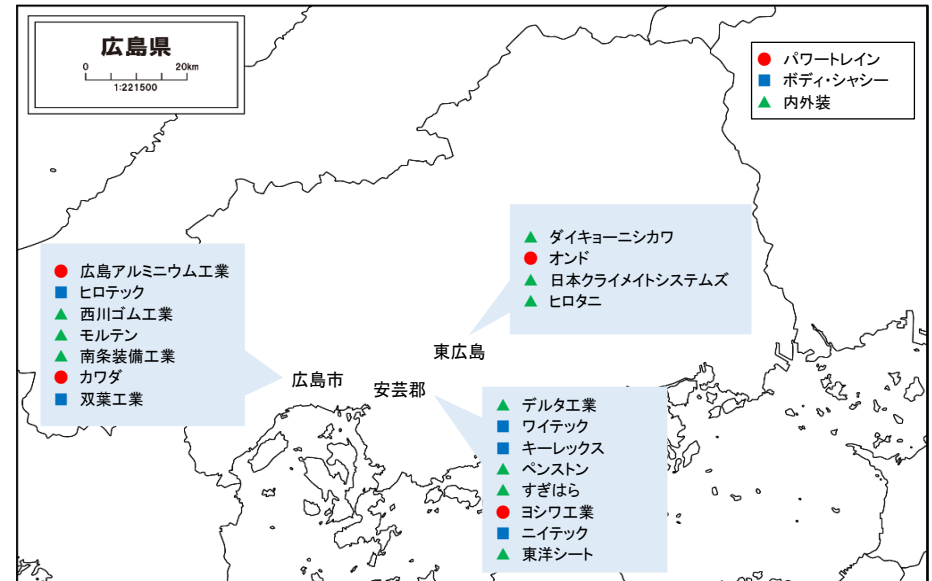 広島県
0 20km
1:221500
● パワートレイン
■ ボディ・シャシー
▲ 内外装
▲ ダイキョーニシカワ
● オンド
▲ 日本クライメイトシステムズ
▲ ヒロタニ
● 広島アルミニウム工業
■ ヒロテック
▲ 西川ゴム工業
▲ モルテン
▲ 南条装備工業
● カワダ
■ 双葉工業
東広島
広島市
安芸郡
▲ デルタ工業
■ ワイテック
■ キーレックス
▲ ペンストン
▲ すぎはら
● ヨシワ工業
■ ニイテック
▲ 東洋シート